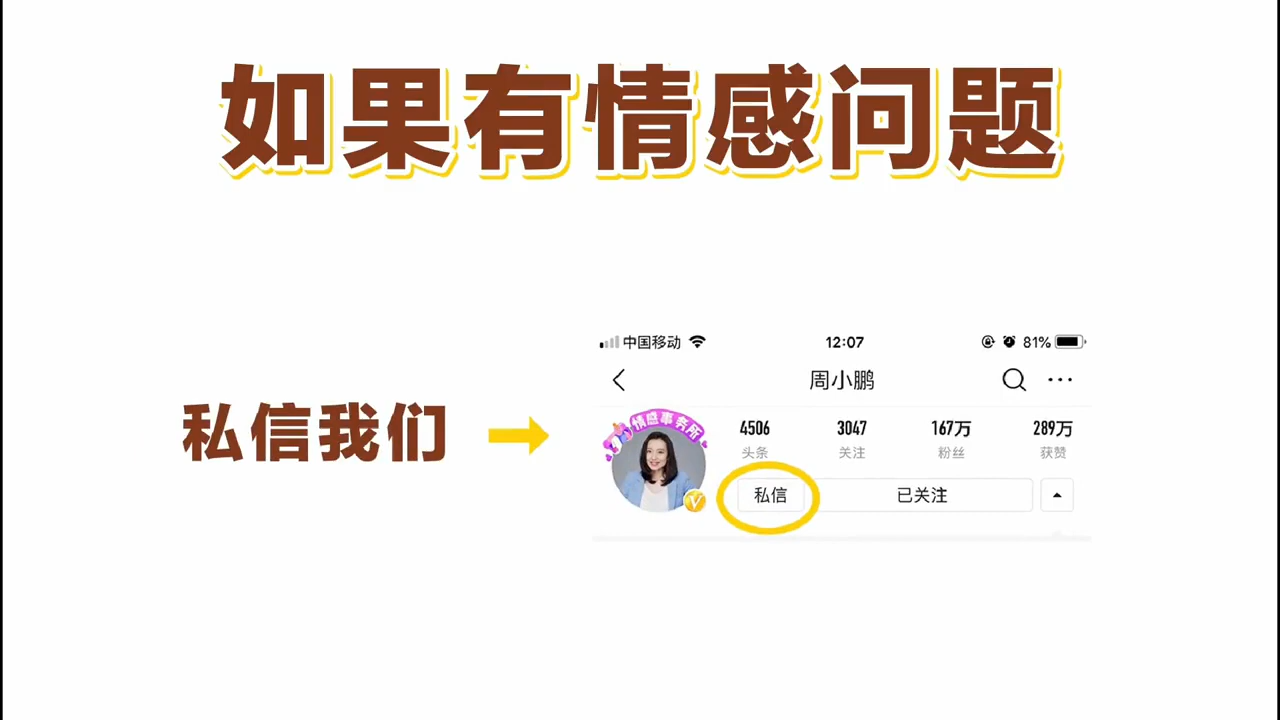 如果有情感问题
私信我们
中国移动 12:07 81%
周小鹏
情感事务所
4506 3047 167万 289万
头条 关注 粉丝 获赞
私信 已关注